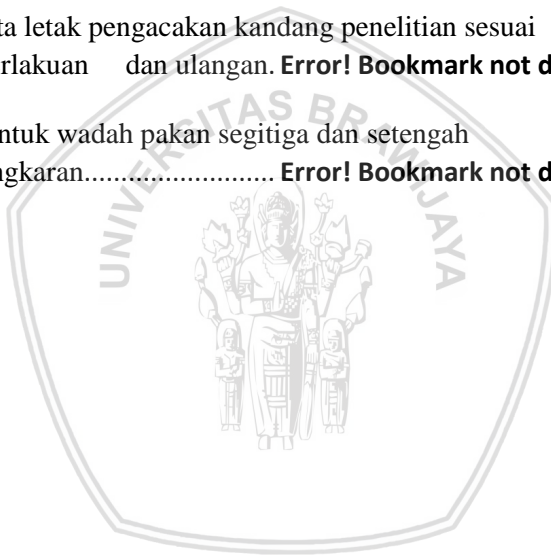 ta letak pengacakan kandang penelitian sesuai
rlakuan dan ulangan. Error! Bookmark not d
ntuk wadah pakan segitiga dan setengah
ngkaran......................... Error! Bookmark not d
UNIVERSITAS BRAWIJAYA